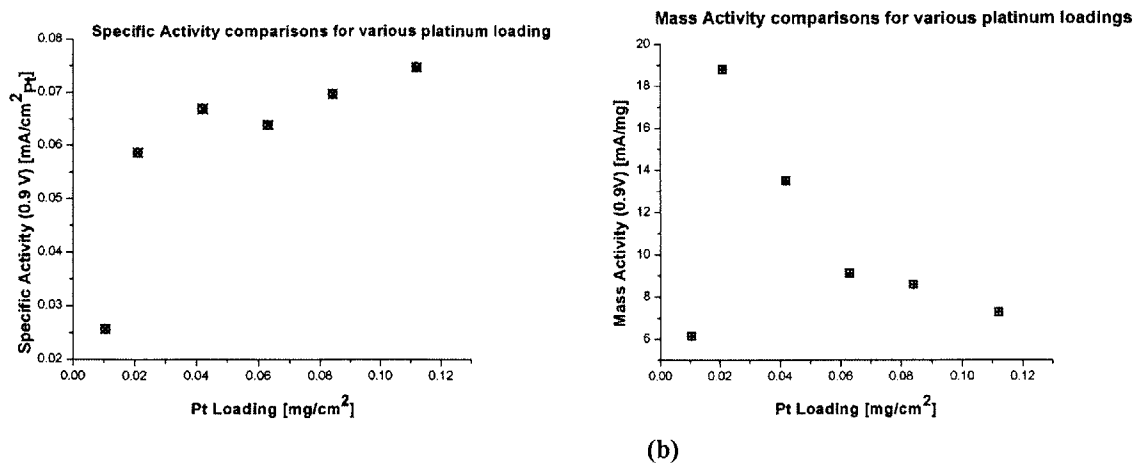 Specific Activity comparisons for various platinum loading
0.08
0.07
0.06
0.05
0.04
0.03
0.02
0.00 0.02 0.04 0.06 0.08 0.10 0.12
Specific Activity (0.9 V) [mA/cm²Pt]
Pt Loading [mg/cm²]
Mass Activity comparisons for various platinum loadings
20
18
16
14
12
10
8
6
0.00 0.02 0.04 0.06 0.08 0.10 0.12
Mass Activity (0.9V) [mA/mg]
Pt Loading [mg/cm²]
(b)